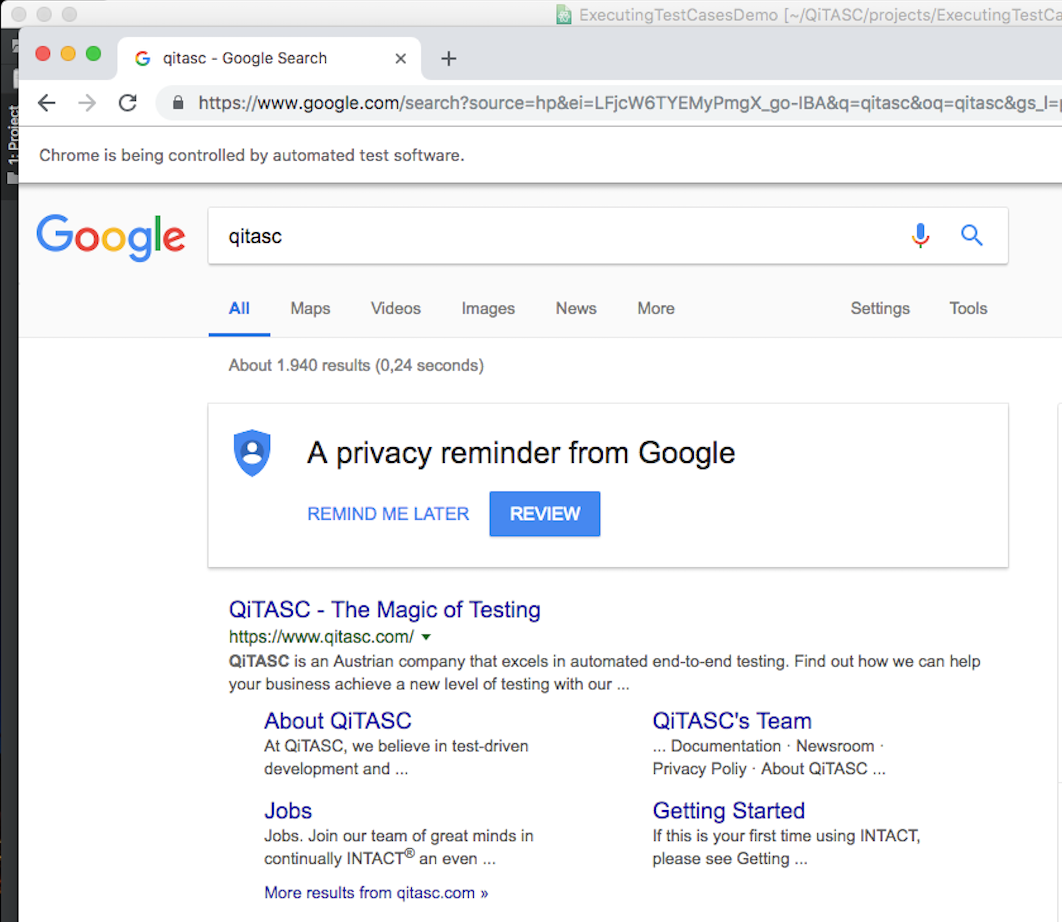 ExecutingTestCasesDemo [~/QiTASC/projects/ExecutingTestCa
qitasc - Google Search
https://www.google.com/search?source=hp&ei=LFjcW6TYEMyPmgX_go-IBA&q=qitasc&oq=qitasc&gs_l=
1: Project
Chrome is being controlled by automated test software.
Google
qitasc
All Maps Videos Images News More Settings Tools
About 1.940 results (0,24 seconds)
A privacy reminder from Google
REMIND ME LATER REVIEW
QiTASC - The Magic of Testing
https://www.qitasc.com/
QiTASC is an Austrian company that excels in automated end-to-end testing. Find out how we can help
your business achieve a new level of testing with our ...
About QiTASC
At QiTASC, we believe in test-driven
development and ...
QiTASC's Team
... Documentation · Newsroom ·
Privacy Poliy · About QiTASC ...
Jobs
Jobs. Join our team of great minds in
continually INTACT® an even ...
Getting Started
If this is your first time using INTACT,
please see Getting ...
More results from qitasc.com »